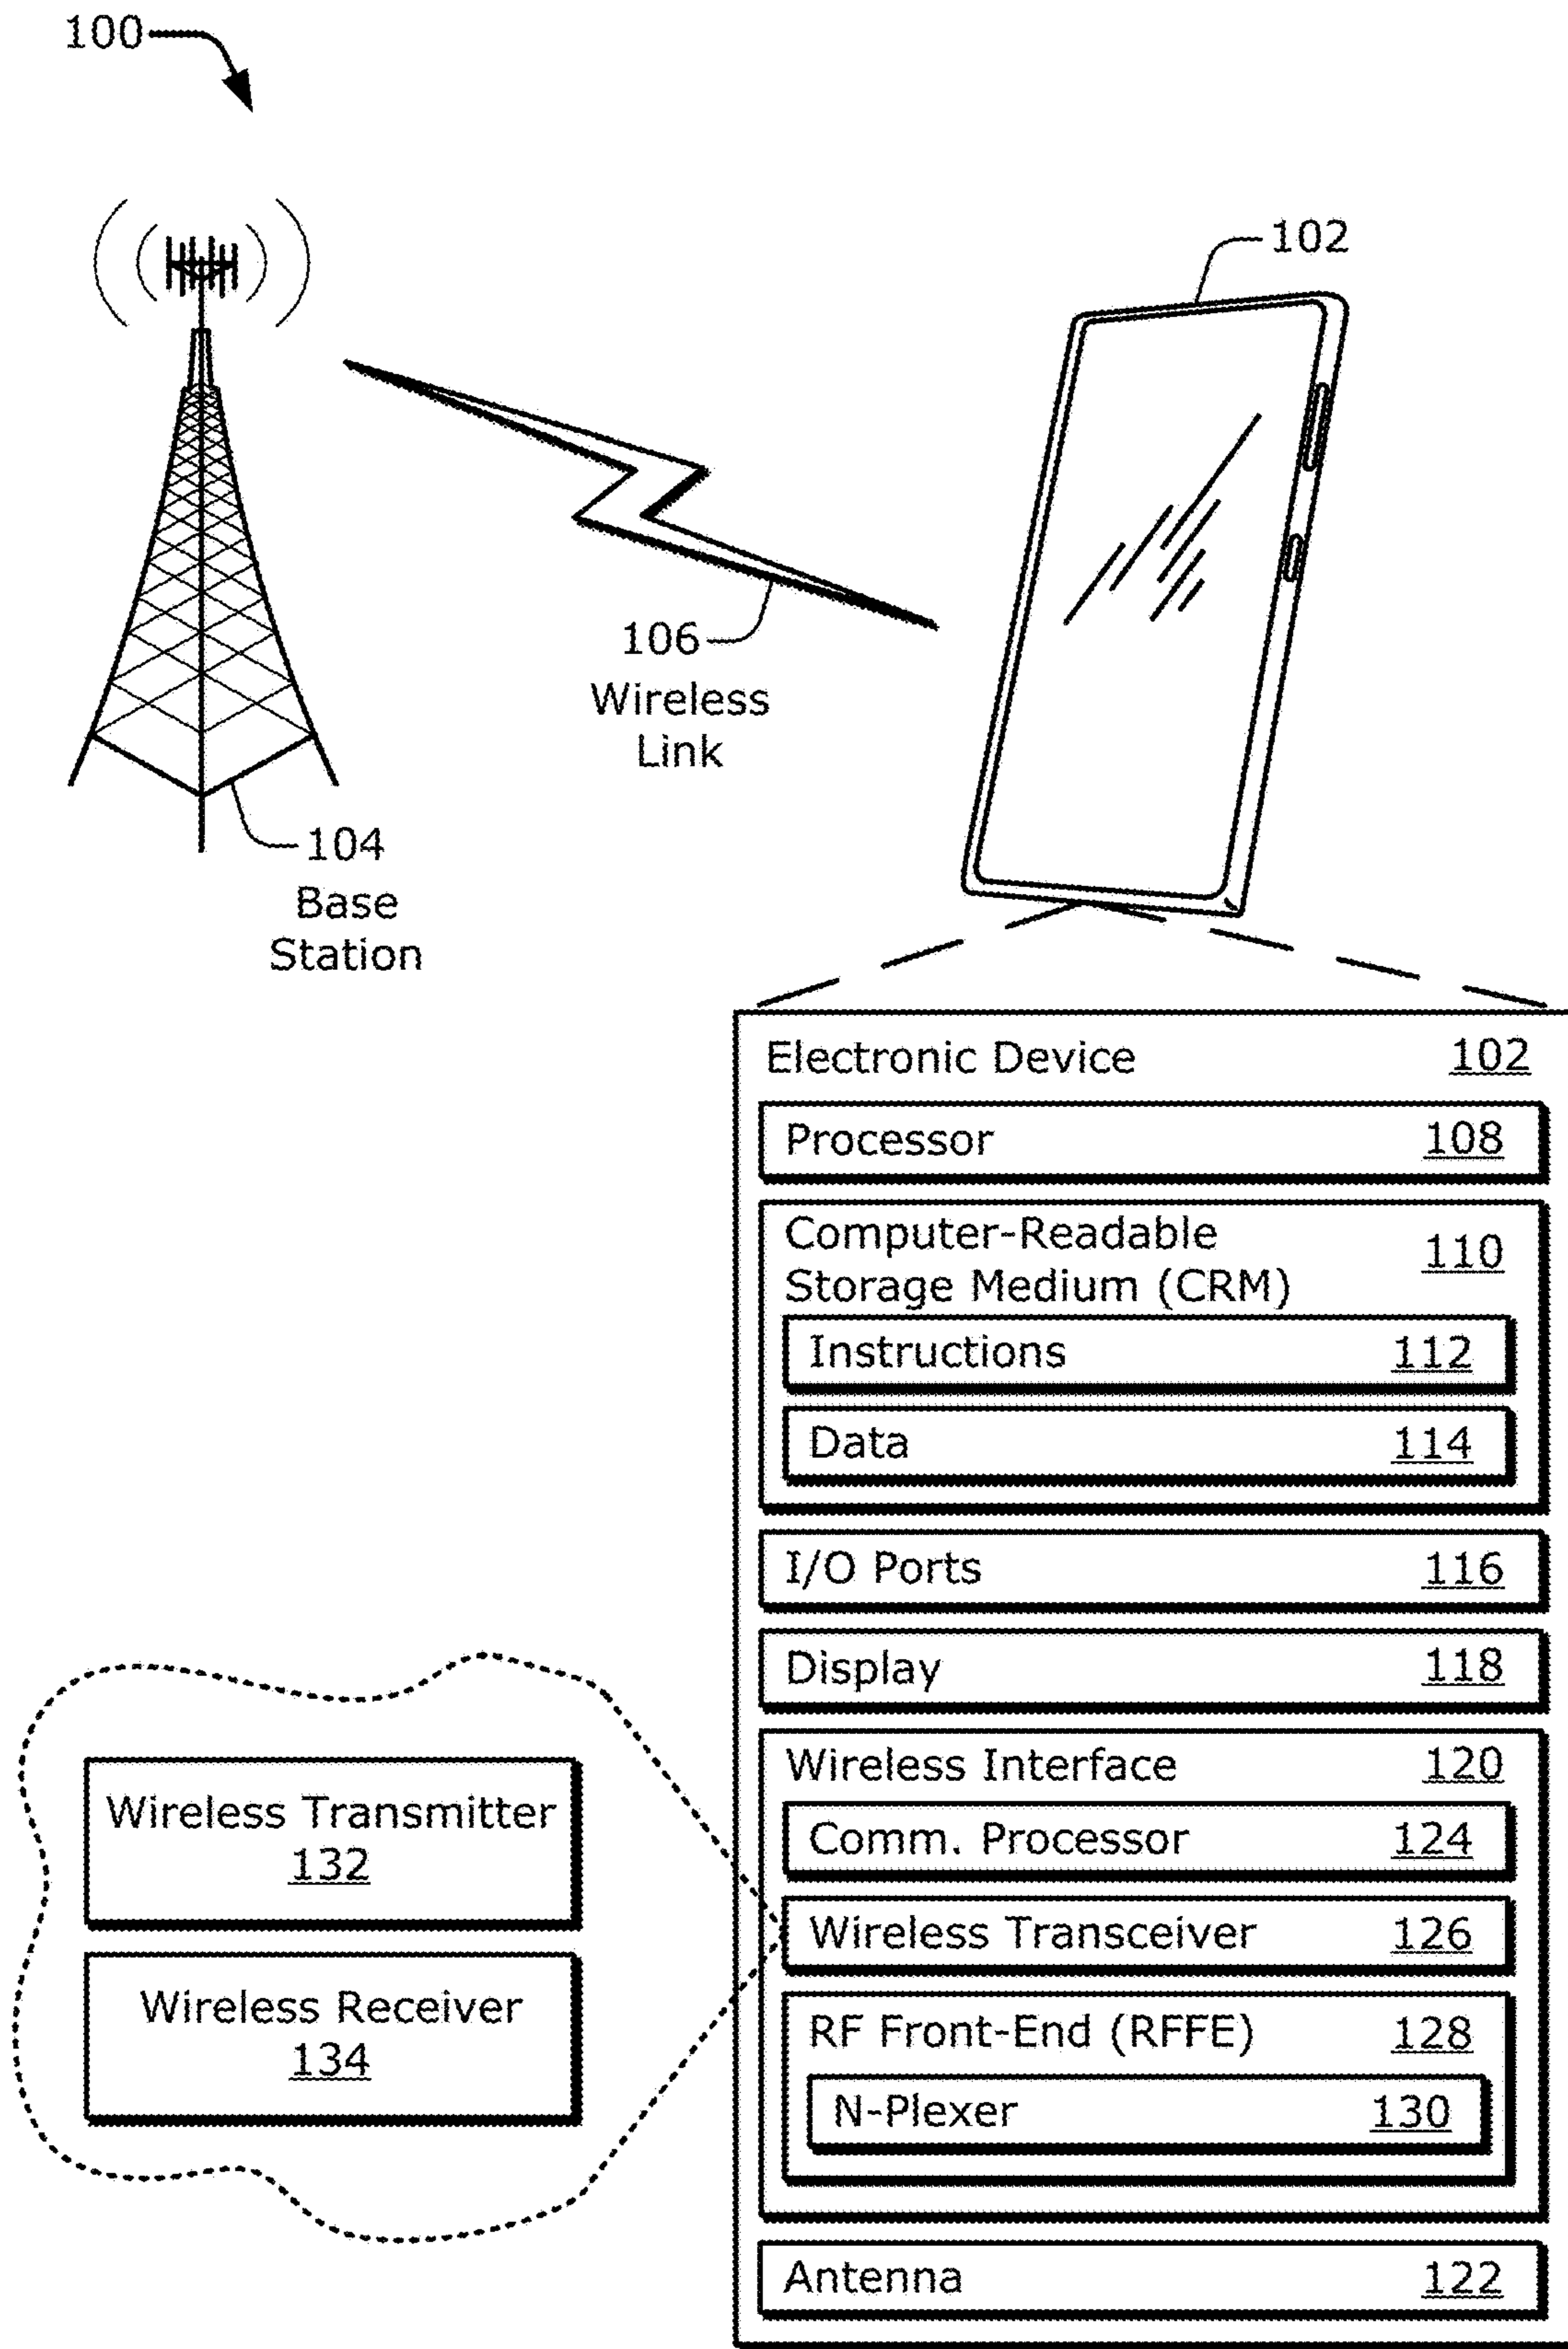 100
102
106
Wireless
Link
104
Base
Station
Electronic Device 102
Processor 108
Computer-Readable
Storage Medium (CRM) 110
Instructions 112
Data 114
I/O Ports 116
Display 118
Wireless Interface 120
Comm. Processor 124
Wireless Transceiver 126
RF Front-End (RFFE) 128
N-Plexer 130
Antenna 122
Wireless Transmitter
132
Wireless Receiver
134